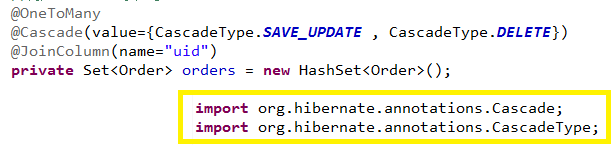 @OneToMany
@Cascade(value={CascadeType.SAVE_UPDATE , CascadeType.DELETE})
@JoinColumn(name="uid")
private Set<Order> orders = new HashSet<Order>();
import org.hibernate.annotations.Cascade;
import org.hibernate.annotations.CascadeType;